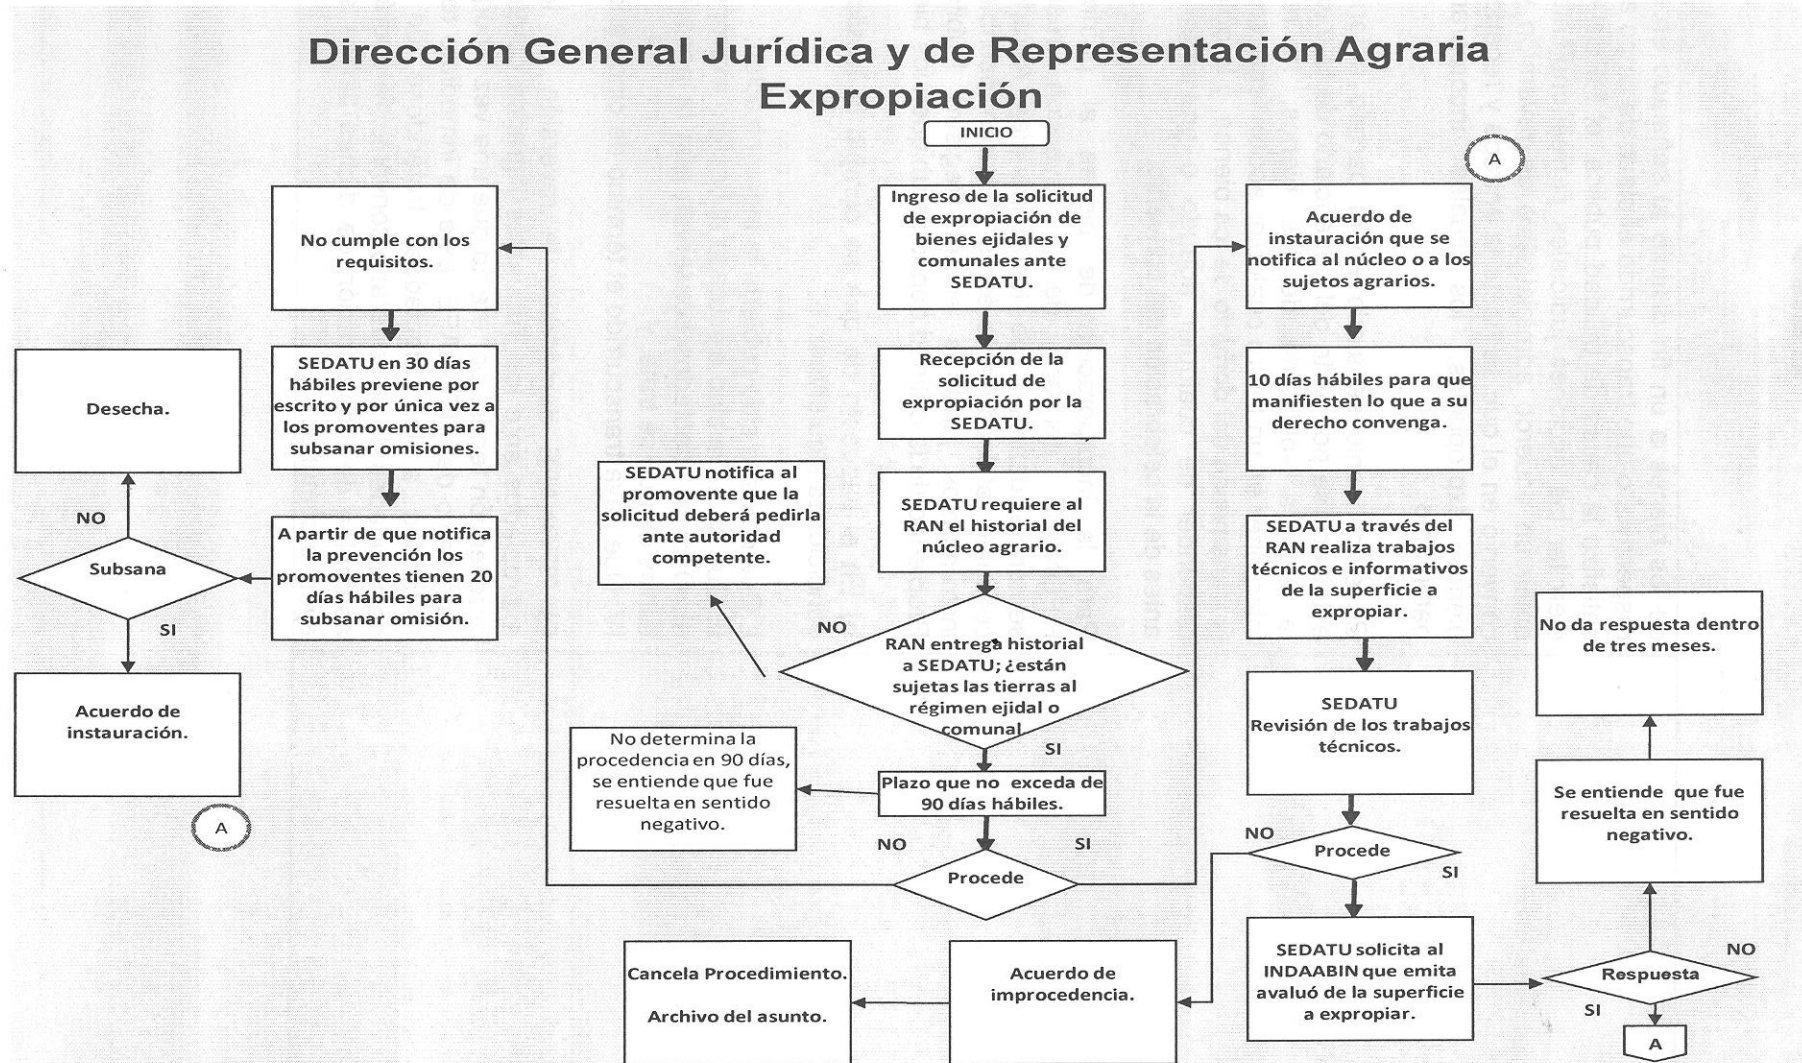 Dirección General Jurídica y de Representación Agraria
Expropiación
INICIO
Ingreso de la solicitud
de expropiación de
bienes ejidales y
comunales ante
SEDATU.
Recepción de la
solicitud de
expropiación por la
SEDATU.
SEDATU requiere al
RAN el historial del
núcleo agrario.
NO
RAN entrega historial
a SEDATU; ¿están
sujetas las tierras al
régimen ejidal o
comunal
SI
SEDATU notifica al
promovente que la
solicitud deberá pedirla
ante autoridad
competente.
Plazo que no exceda de
90 días hábiles.
No determina la
procedencia en 90 días,
se entiende que fue
resuelta en sentido
negativo.
NO
SI
Procede
No cumple con los
requisitos.
SEDATU en 30 días
hábiles previene por
escrito y por única vez a
los promoventes para
subsanar omisiones.
A partir de que notifica
la prevención los
promoventes tienen 20
días hábiles para
subsanar omisión.
Desecha.
NO
Subsana
SI
Acuerdo de
instauración.
A
A
Acuerdo de
instauración que se
notifica al núcleo o a los
sujetos agrarios.
10 días hábiles para que
manifiesten lo que a su
derecho convenga.
SEDATU a través del
RAN realiza trabajos
técnicos e informativos
de la superficie a
expropiar.
SEDATU
Revisión de los trabajos
técnicos.
NO
Procede
SI
Acuerdo de
improcedencia.
Cancela Procedimiento.
Archivo del asunto.
SEDATU solicita al
INDAABIN que emita
avaluó de la superficie
a expropiar.
NO
Respuesta
SI
A
Se entiende que fue
resuelta en sentido
negativo.
No da respuesta dentro
de tres meses.